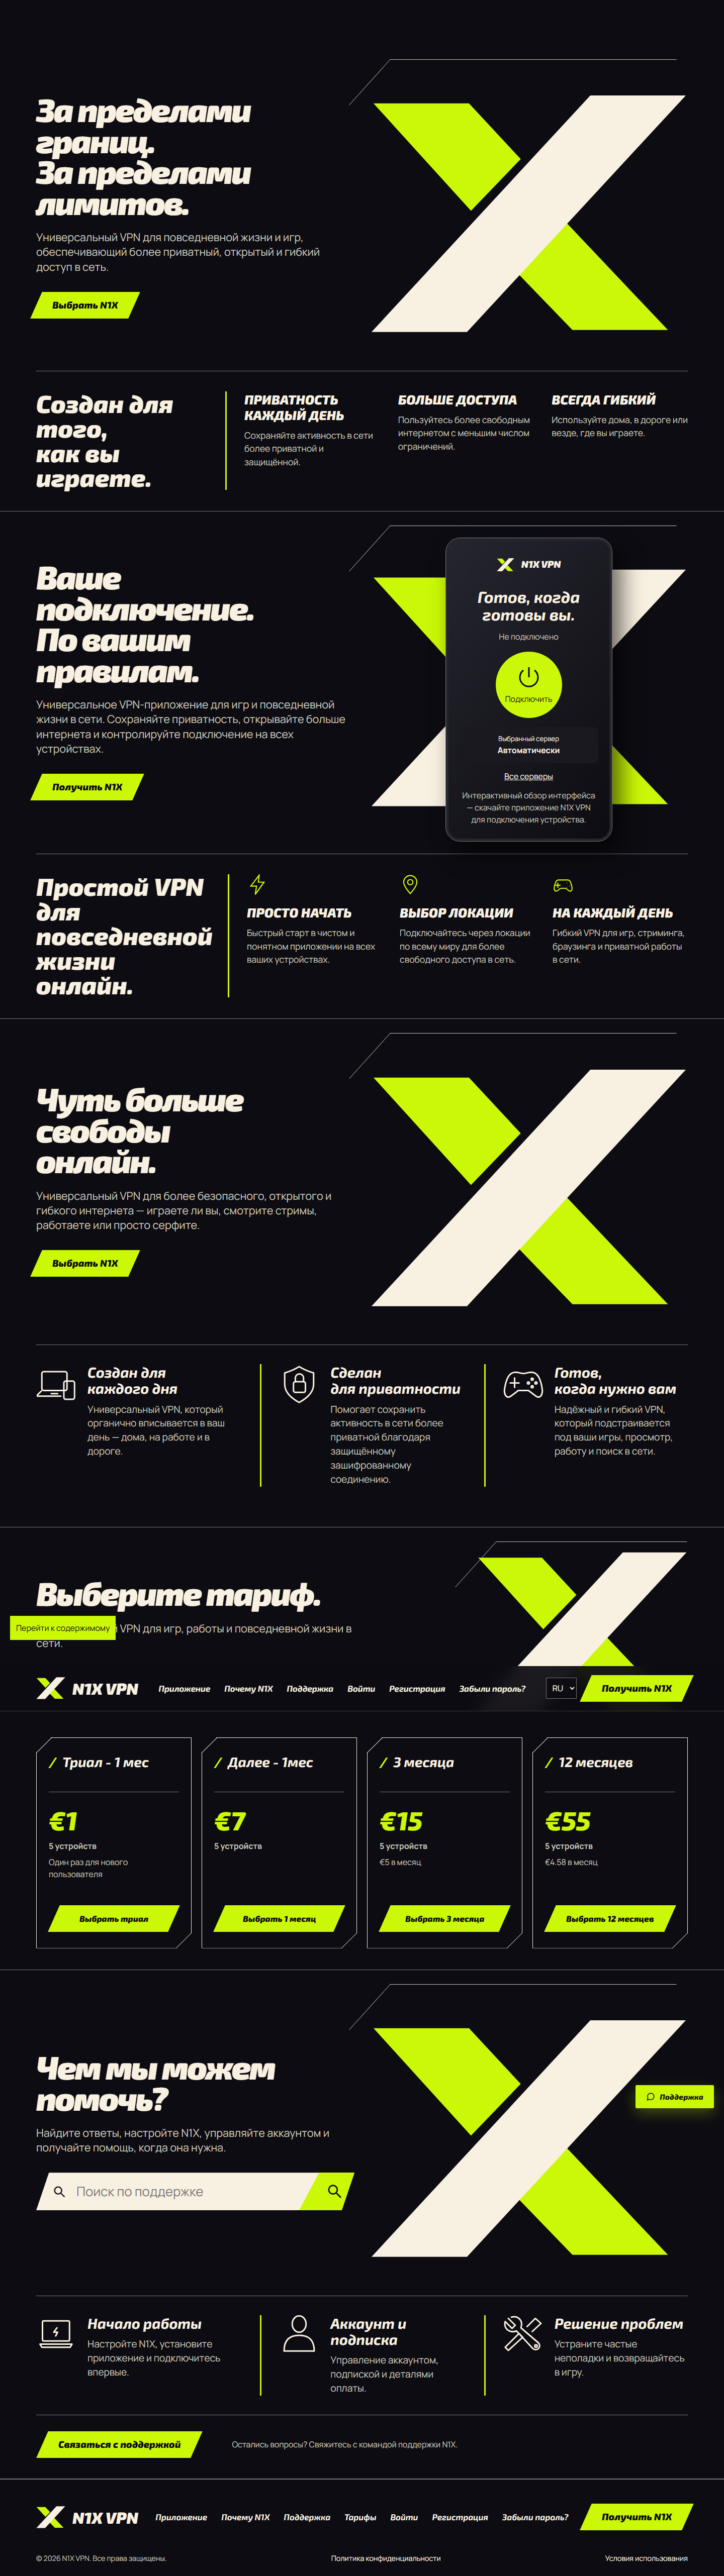 За пределами
границ.
За пределами
лимитов.
Универсальный VPN для повседневной жизни и игр,
обеспечивающий более приватный, открытый и гибкий
доступ в сеть.
Выбрать N1X
Создан для
того,
как вы
играете.
ПРИВАТНОСТЬ
КАЖДЫЙ ДЕНЬ
Сохраняйте активность в сети
более приватной и
защищённой.
БОЛЬШЕ ДОСТУПА
Пользуйтесь более свободным
интернетом с меньшим числом
ограничений.
ВСЕГДА ГИБКИЙ
Используйте дома, в дороге или
везде, где вы играете.
Ваше
подключение.
По вашим
правилам.
Универсальное VPN-приложение для игр и повседневной
жизни в сети. Сохраняйте приватность, открывайте больше
интернета и контролируйте подключение на всех
устройствах.
Получить N1X
N1X VPN
Готов, когда
готовы вы.
Не подключено
Подключить
Выбранный сервер
Автоматически
Все серверы
Интерактивный обзор интерфейса
— скачайте приложение N1X VPN
для подключения устройства.
Простой VPN
для
повседневной
жизни
онлайн.
ПРОСТО НАЧАТЬ
Быстрый старт в чистом и
понятном приложении на всех
ваших устройствах.
ВЫБОР ЛОКАЦИИ
Подключайтесь через локации
по всему миру для более
свободного доступа в сеть.
НА КАЖДЫЙ ДЕНЬ
Гибкий VPN для игр, стриминга,
браузинга и приватной работы
в сети.
Чуть больше
свободы
онлайн.
Универсальный VPN для более безопасного, открытого и
гибкого интернета — играете ли вы, смотрите стримы,
работаете или просто серфите.
Выбрать N1X
Создан для
каждого дня
Универсальный VPN, который
органично вписывается в ваш
день — дома, на работе и в
дороге.
Сделан
для приватности
Помогает сохранить
активность в сети более
приватной благодаря
защищённому
зашифрованному
соединению.
Готов,
когда нужно вам
Надёжный и гибкий VPN,
который подстраивается
под ваши игры, просмотр,
работу и поиск в сети.
Выберите тариф.
Перейти к содержимому
VPN для игр, работы и повседневной жизни в
сети.
N1X VPN
Приложение
Почему N1X
Поддержка
Войти
Регистрация
Забыли пароль?
RU
Получить N1X
/ Триал - 1 мес
€1
5 устройств
Один раз для нового
пользователя
Выбрать триал
/ Далее - 1мес
€7
5 устройств
Выбрать 1 месяц
/ 3 месяца
€15
5 устройств
€5 в месяц
Выбрать 3 месяца
/ 12 месяцев
€55
5 устройств
€4.58 в месяц
Выбрать 12 месяцев
Чем мы можем
помочь?
Найдите ответы, настройте N1X, управляйте аккаунтом и
получайте помощь, когда она нужна.
Поиск по поддержке
Поддержка
Начало работы
Настройте N1X, установите
приложение и подключитесь
впервые.
Аккаунт и
подписка
Управление аккаунтом,
подпиской и деталями
оплаты.
Решение проблем
Устраните частые
неполадки и возвращайтесь
в игру.
Связаться с поддержкой
Остались вопросы? Свяжитесь с командой поддержки N1X.
N1X VPN
Приложение
Почему N1X
Поддержка
Тарифы
Войти
Регистрация
Забыли пароль?
Получить N1X
© 2026 N1X VPN. Все права защищены.
Политика конфиденциальности
Условия использования